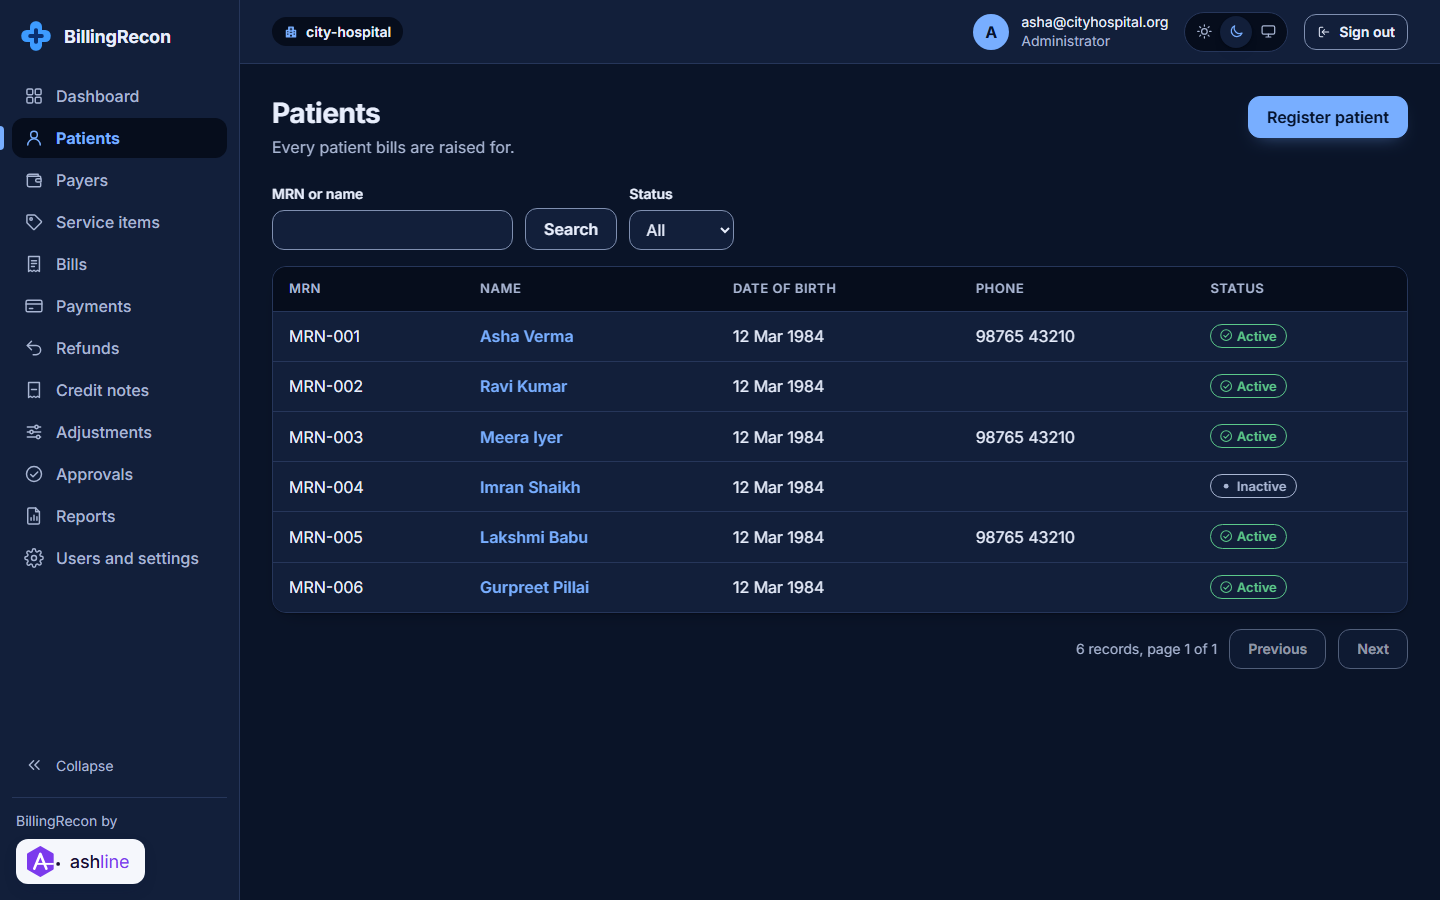 BillingRecon
Dashboard
Patients
Payers
Service items
Bills
Payments
Refunds
Credit notes
Adjustments
Approvals
Reports
Users and settings
Collapse
BillingRecon by
A
ashline
city-hospital
A
asha@cityhospital.org
Administrator
Sign out
Patients
Every patient bills are raised for.
Register patient
MRN or name
Search
Status
All
MRN NAME DATE OF BIRTH PHONE STATUS
MRN-001 Asha Verma 12 Mar 1984 98765 43210 Active
MRN-002 Ravi Kumar 12 Mar 1984 Active
MRN-003 Meera Iyer 12 Mar 1984 98765 43210 Active
MRN-004 Imran Shaikh 12 Mar 1984 Inactive
MRN-005 Lakshmi Babu 12 Mar 1984 98765 43210 Active
MRN-006 Gurpreet Pillai 12 Mar 1984 Active
6 records, page 1 of 1 Previous Next